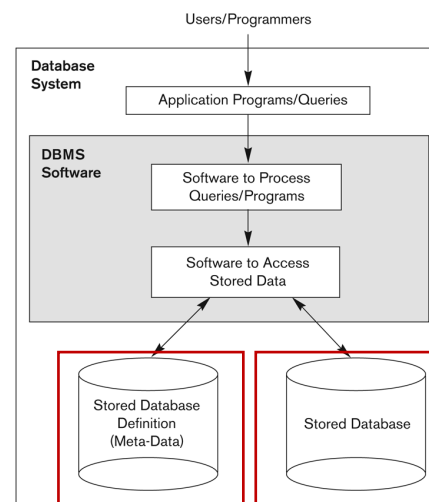 Users/Programmers
Database
System
Application Programs/Queries
DBMS
Software
Software to Process
Queries/Programs
Software to Access
Stored Data
Stored Database
Definition
(Meta-Data)
Stored Database